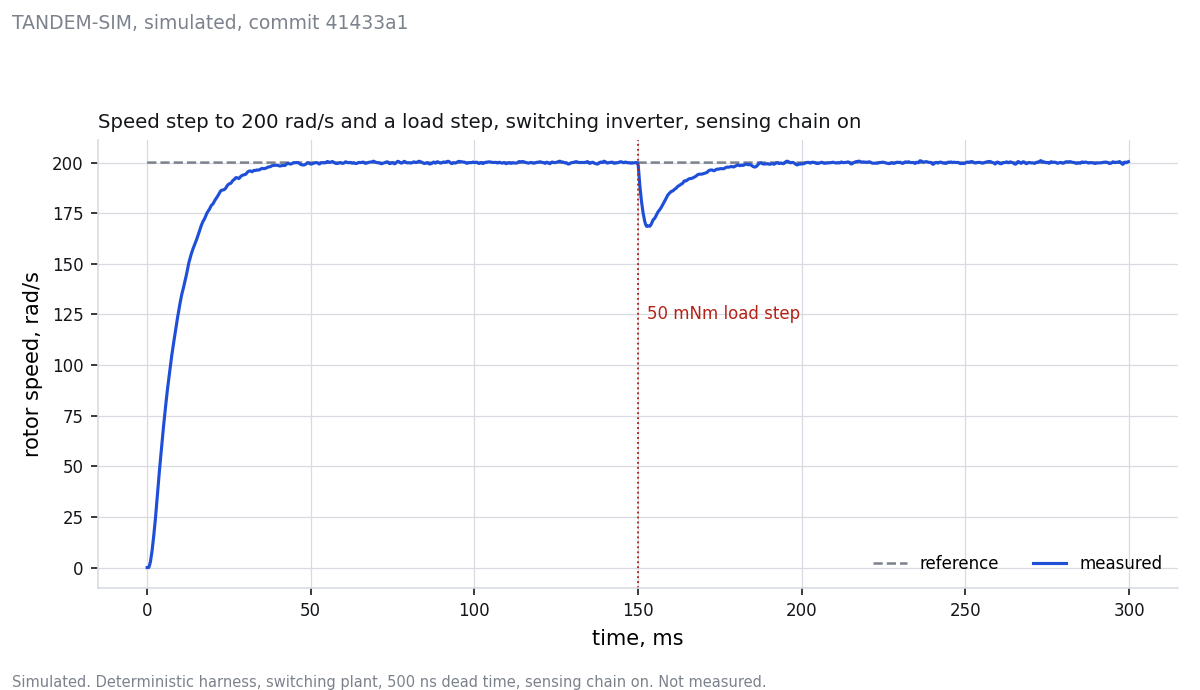 TANDEM-SIM, simulated, commit 41433a1
Speed step to 200 rad/s and a load step, switching inverter, sensing chain on
200
175
150
125
100
75
50
25
0
rotor speed, rad/s
50 mNm load step
reference measured
0 50 100 150 200 250 300
time, ms
Simulated. Deterministic harness, switching plant, 500 ns dead time, sensing chain on. Not measured.